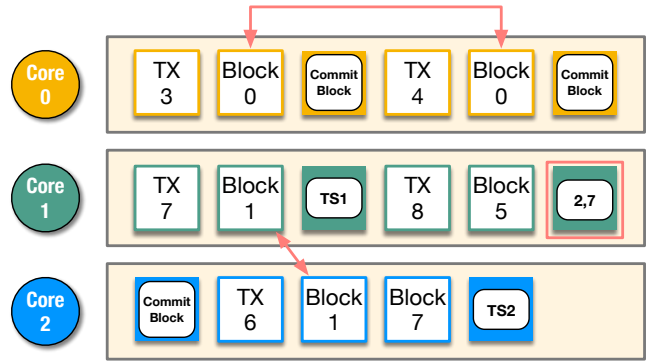 Core
0
TX
3
Block
0
Commit
Block
TX
4
Block
0
Commit
Block
Core
1
TX
7
Block
1
TS1
TX
8
Block
5
2,7
Core
2
Commit
Block
TX
6
Block
1
Block
7
TS2